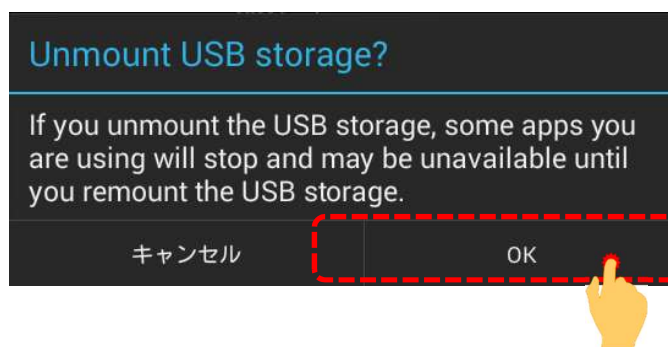 Unmount USB storage?
If you unmount the USB storage, some apps you
are using will stop and may be unavailable until
you remount the USB storage.
キャンセル
OK